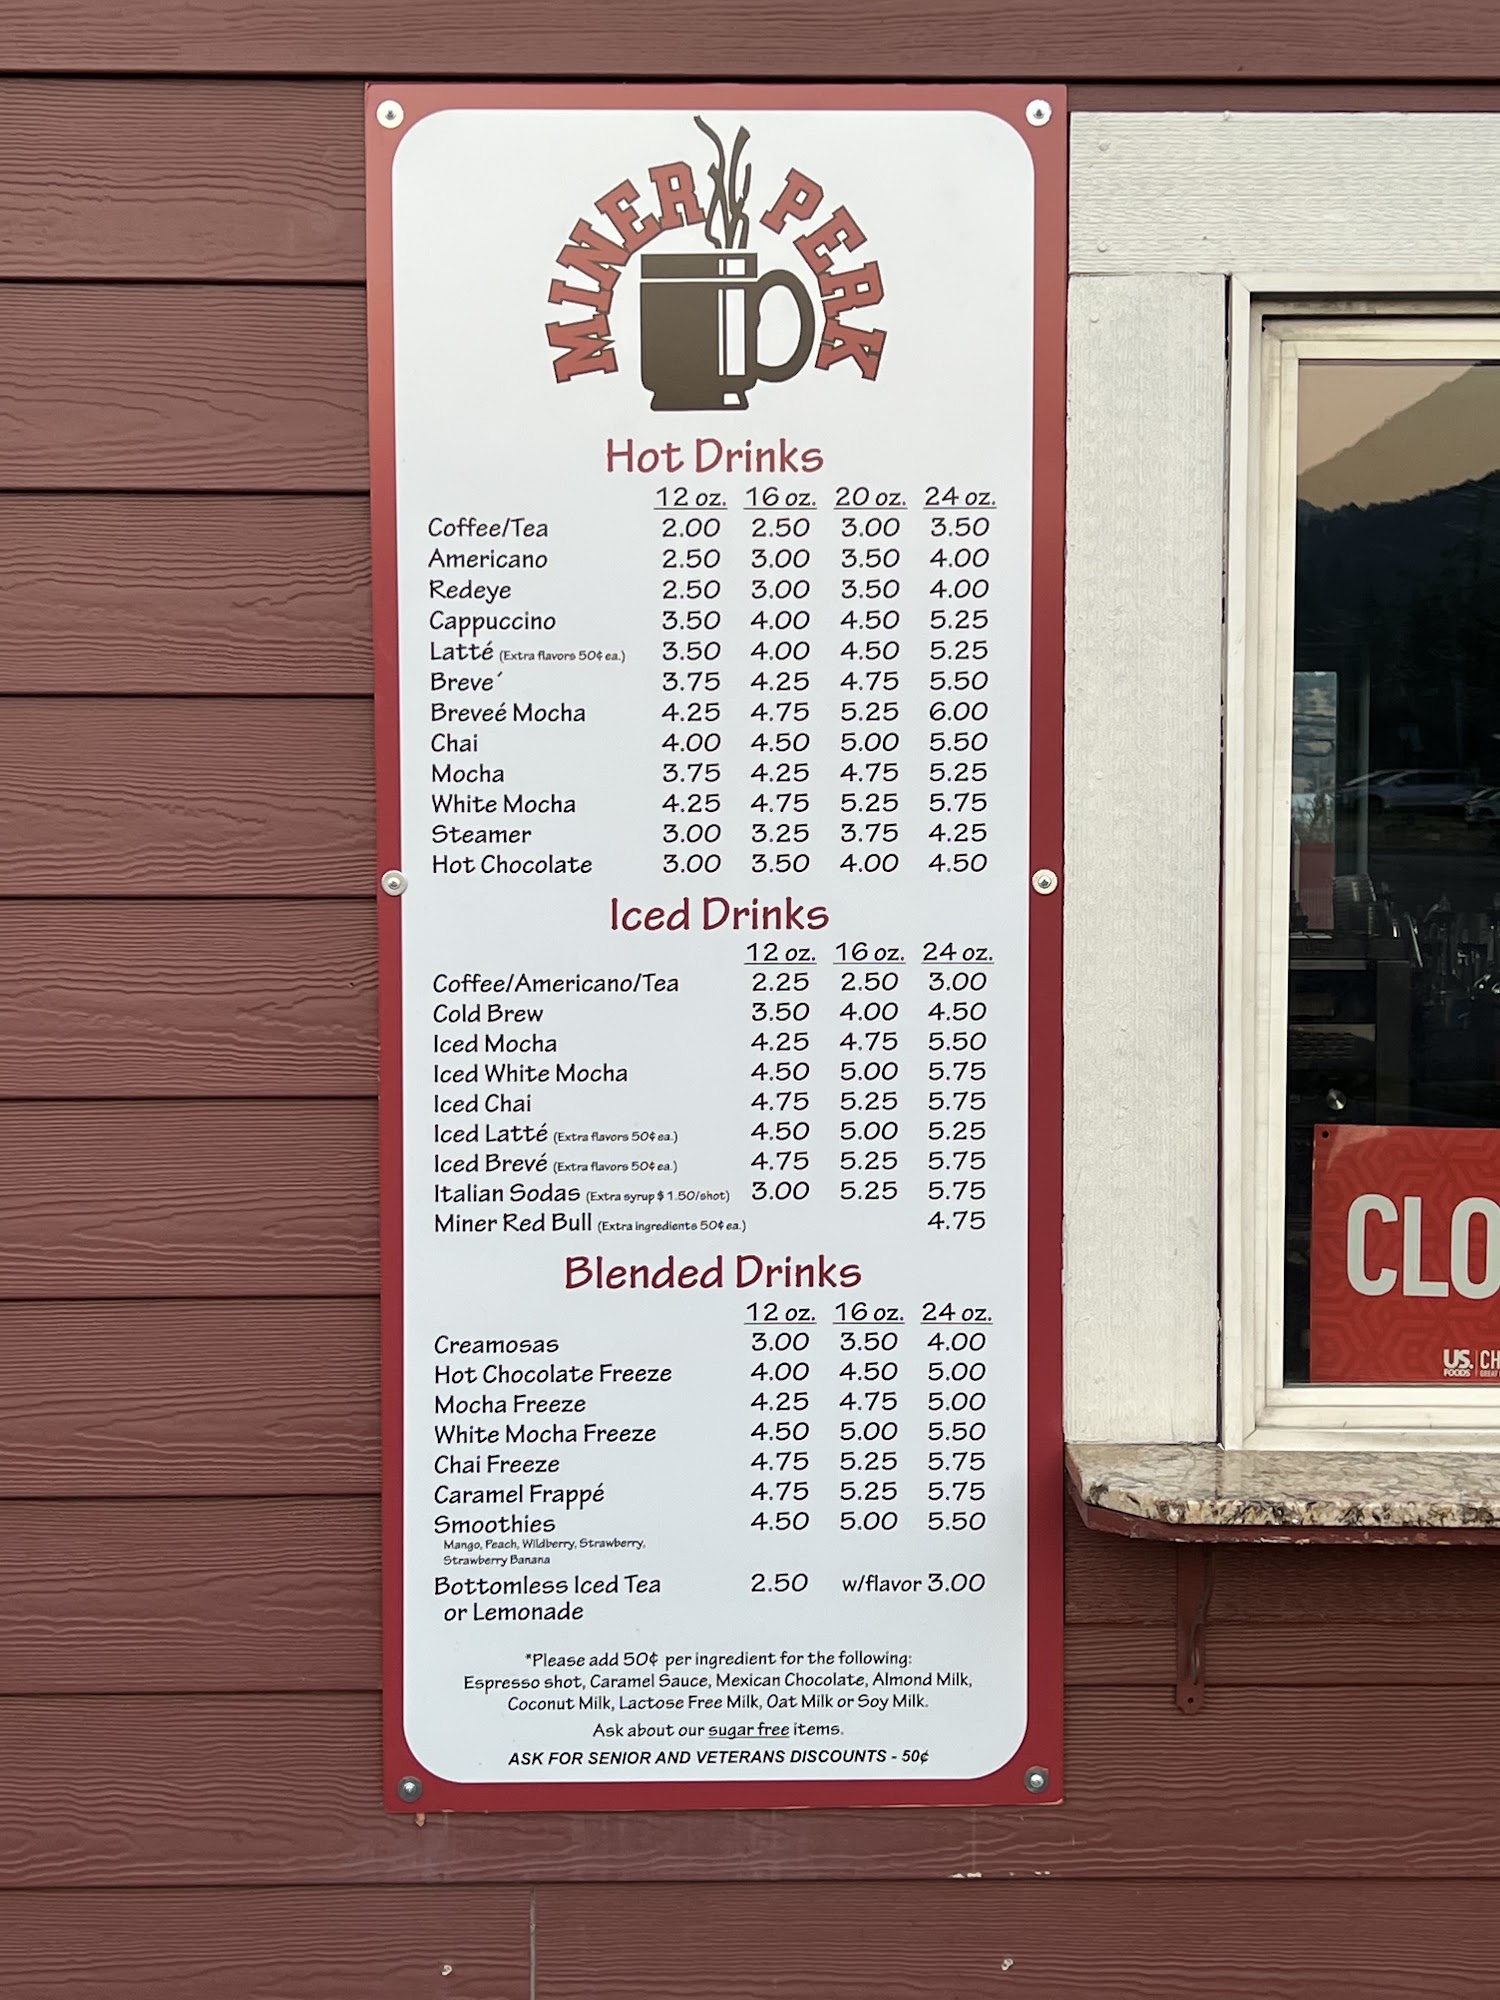 MINER PERK
Hot Drinks
12 oz. 16 oz. 20 oz. 24 oz.
Coffee/Tea 2.00 2.50 3.00 3.50
Americano 2.50 3.00 3.50 4.00
Redeye 2.50 3.00 3.50 4.00
Cappuccino 3.50 4.00 4.50 5.25
Latté (Extra flavors 50¢ ea.) 3.50 4.00 4.50 5.25
Breve´ 3.75 4.25 4.75 5.50
Breveé Mocha 4.25 4.75 5.25 6.00
Chai 4.00 4.50 5.00 5.50
Mocha 3.75 4.25 4.75 5.25
White Mocha 4.25 4.75 5.25 5.75
Steamer 3.00 3.25 3.75 4.25
Hot Chocolate 3.00 3.50 4.00 4.50
Iced Drinks
12 oz. 16 oz. 24 oz.
Coffee/Americano/Tea 2.25 2.50 3.00
Cold Brew 3.50 4.00 4.50
Iced Mocha 4.25 4.75 5.50
Iced White Mocha 4.50 5.00 5.75
Iced Chai 4.75 5.25 5.75
Iced Latté (Extra flavors 50¢ ea.) 4.50 5.00 5.25
Iced Brevé (Extra flavors 50¢ ea.) 4.75 5.25 5.75
Italian Sodas (Extra syrup $1.50/shot) 3.00 5.25 5.75
Miner Red Bull (Extra ingredients 50¢ ea.) 4.75
Blended Drinks
12 oz. 16 oz. 24 oz.
Creamosas 3.00 3.50 4.00
Hot Chocolate Freeze 4.00 4.50 5.00
Mocha Freeze 4.25 4.75 5.00
White Mocha Freeze 4.50 5.00 5.50
Chai Freeze 4.75 5.25 5.75
Caramel Frappé 4.75 5.25 5.75
Smoothies 4.50 5.00 5.50
Mango, Peach, Wildberry, Strawberry,
Strawberry Banana
Bottomless Iced Tea 2.50 w/flavor 3.00
or Lemonade
*Please add 50¢ per ingredient for the following:
Espresso shot, Caramel Sauce, Mexican Chocolate, Almond Milk,
Coconut Milk, Lactose Free Milk, Oat Milk or Soy Milk.
Ask about our sugar free items.
ASK FOR SENIOR AND VETERANS DISCOUNTS - 50¢
CLO
US. CH
FOODS GREAT